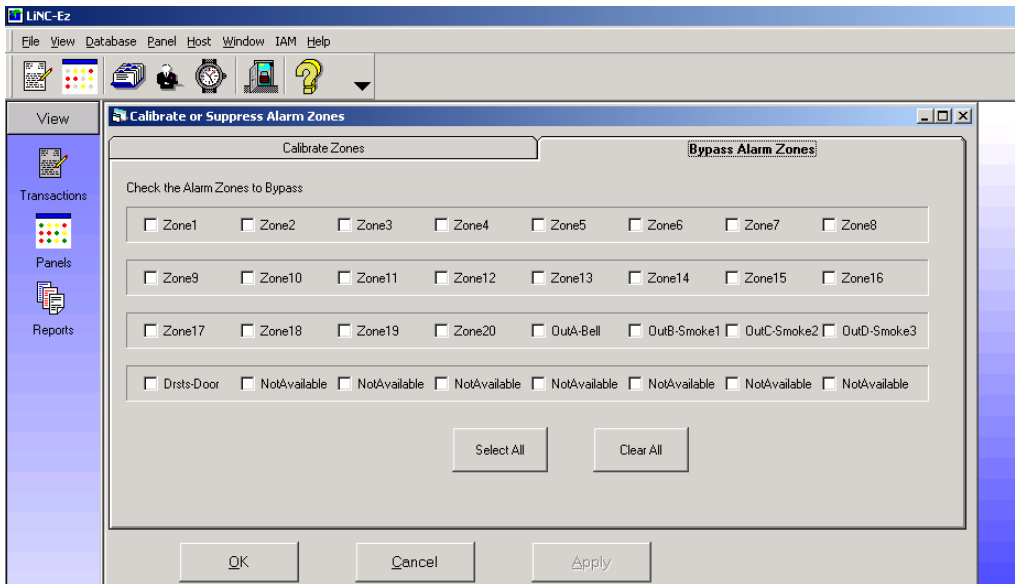 LiNC-Ez
File View Database Panel Host Window IAM Help
View
Transactions
Panels
Reports
Calibrate or Suppress Alarm Zones
Calibrate Zones
Bypass Alarm Zones
Check the Alarm Zones to Bypass
Zone1 Zone2 Zone3 Zone4 Zone5 Zone6 Zone7 Zone8
Zone9 Zone10 Zone11 Zone12 Zone13 Zone14 Zone15 Zone16
Zone17 Zone18 Zone19 Zone20 OutA-Bell OutB-Smoke1 OutC-Smoke2 OutD-Smoke3
Drsts-Door NotAvailable NotAvailable NotAvailable NotAvailable NotAvailable NotAvailable NotAvailable
Select All Clear All
OK Cancel Apply